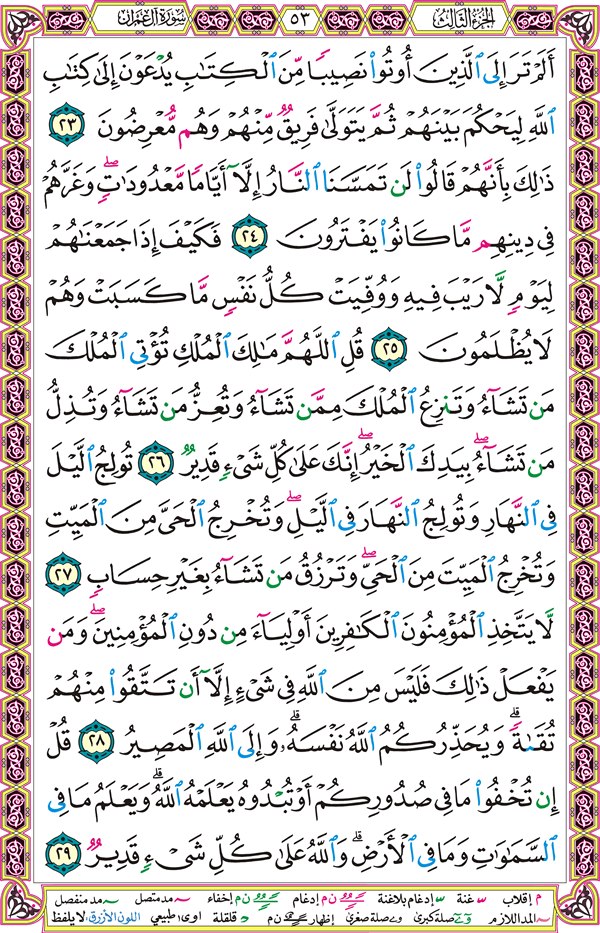 الجزء الثالث ٥٣ سورة آل عمران
أَلَمْ تَرَ إِلَى ٱلَّذِينَ أُوتُوا۟ نَصِيبًا مِّنَ ٱلْكِتَٰبِ يُدْعَوْنَ إِلَىٰ كِتَٰبِ
ٱللَّهِ لِيَحْكُمَ بَيْنَهُمْ ثُمَّ يَتَوَلَّىٰ فَرِيقٌ مِّنْهُمْ وَهُم مُّعْرِضُونَ ٢٣
ذَٰلِكَ بِأَنَّهُمْ قَالُوا۟ لَن تَمَسَّنَا ٱلنَّارُ إِلَّآ أَيَّامًا مَّعْدُودَٰتٍ ۖ وَغَرَّهُمْ
فِى دِينِهِم مَّا كَانُوا۟ يَفْتَرُونَ ٢٤ فَكَيْفَ إِذَا جَمَعْنَٰهُمْ
لِيَوْمٍ لَّا رَيْبَ فِيهِ وَوُفِّيَتْ كُلُّ نَفْسٍ مَّا كَسَبَتْ وَهُمْ
لَا يُظْلَمُونَ ٢٥ قُلِ ٱللَّهُمَّ مَٰلِكَ ٱلْمُلْكِ تُؤْتِى ٱلْمُلْكَ
مَن تَشَآءُ وَتَنزِعُ ٱلْمُلْكَ مِمَّن تَشَآءُ وَتُعِزُّ مَن تَشَآءُ وَتُذِلُّ
مَن تَشَآءُ ۖ بِيَدِكَ ٱلْخَيْرُ ۖ إِنَّكَ عَلَىٰ كُلِّ شَىْءٍ قَدِيرٌ ٢٦ تُولِجُ ٱلَّيْلَ
فِى ٱلنَّهَارِ وَتُولِجُ ٱلنَّهَارَ فِى ٱلَّيْلِ ۖ وَتُخْرِجُ ٱلْحَىَّ مِنَ ٱلْمَيِّتِ
وَتُخْرِجُ ٱلْمَيِّتَ مِنَ ٱلْحَىِّ ۖ وَتَرْزُقُ مَن تَشَآءُ بِغَيْرِ حِسَابٍ ٢٧
لَّا يَتَّخِذِ ٱلْمُؤْمِنُونَ ٱلْكَٰفِرِينَ أَوْلِيَآءَ مِن دُونِ ٱلْمُؤْمِنِينَ ۖ وَمَن
يَفْعَلْ ذَٰلِكَ فَلَيْسَ مِنَ ٱللَّهِ فِى شَىْءٍ إِلَّآ أَن تَتَّقُوا۟ مِنْهُمْ
تُقَىٰةً ۗ وَيُحَذِّرُكُمُ ٱللَّهُ نَفْسَهُۥ ۗ وَإِلَى ٱللَّهِ ٱلْمَصِيرُ ٢٨ قُلْ
إِن تُخْفُوا۟ مَا فِى صُدُورِكُمْ أَوْ تُبْدُوهُ يَعْلَمْهُ ٱللَّهُ ۗ وَيَعْلَمُ مَا فِى
ٱلسَّمَٰوَٰتِ وَمَا فِى ٱلْأَرْضِ ۗ وَٱللَّهُ عَلَىٰ كُلِّ شَىْءٍ قَدِيرٌ ٢٩
م إقلاب غنة إدغام بلاغنة ن م إدغام ن م إخفاء مد متصل مد منفصل
المد اللازم صلة كبرى صلة صغرى إظهار ن م قلقلة اوى طبيعي اللون الأزرق: لا يلفظ